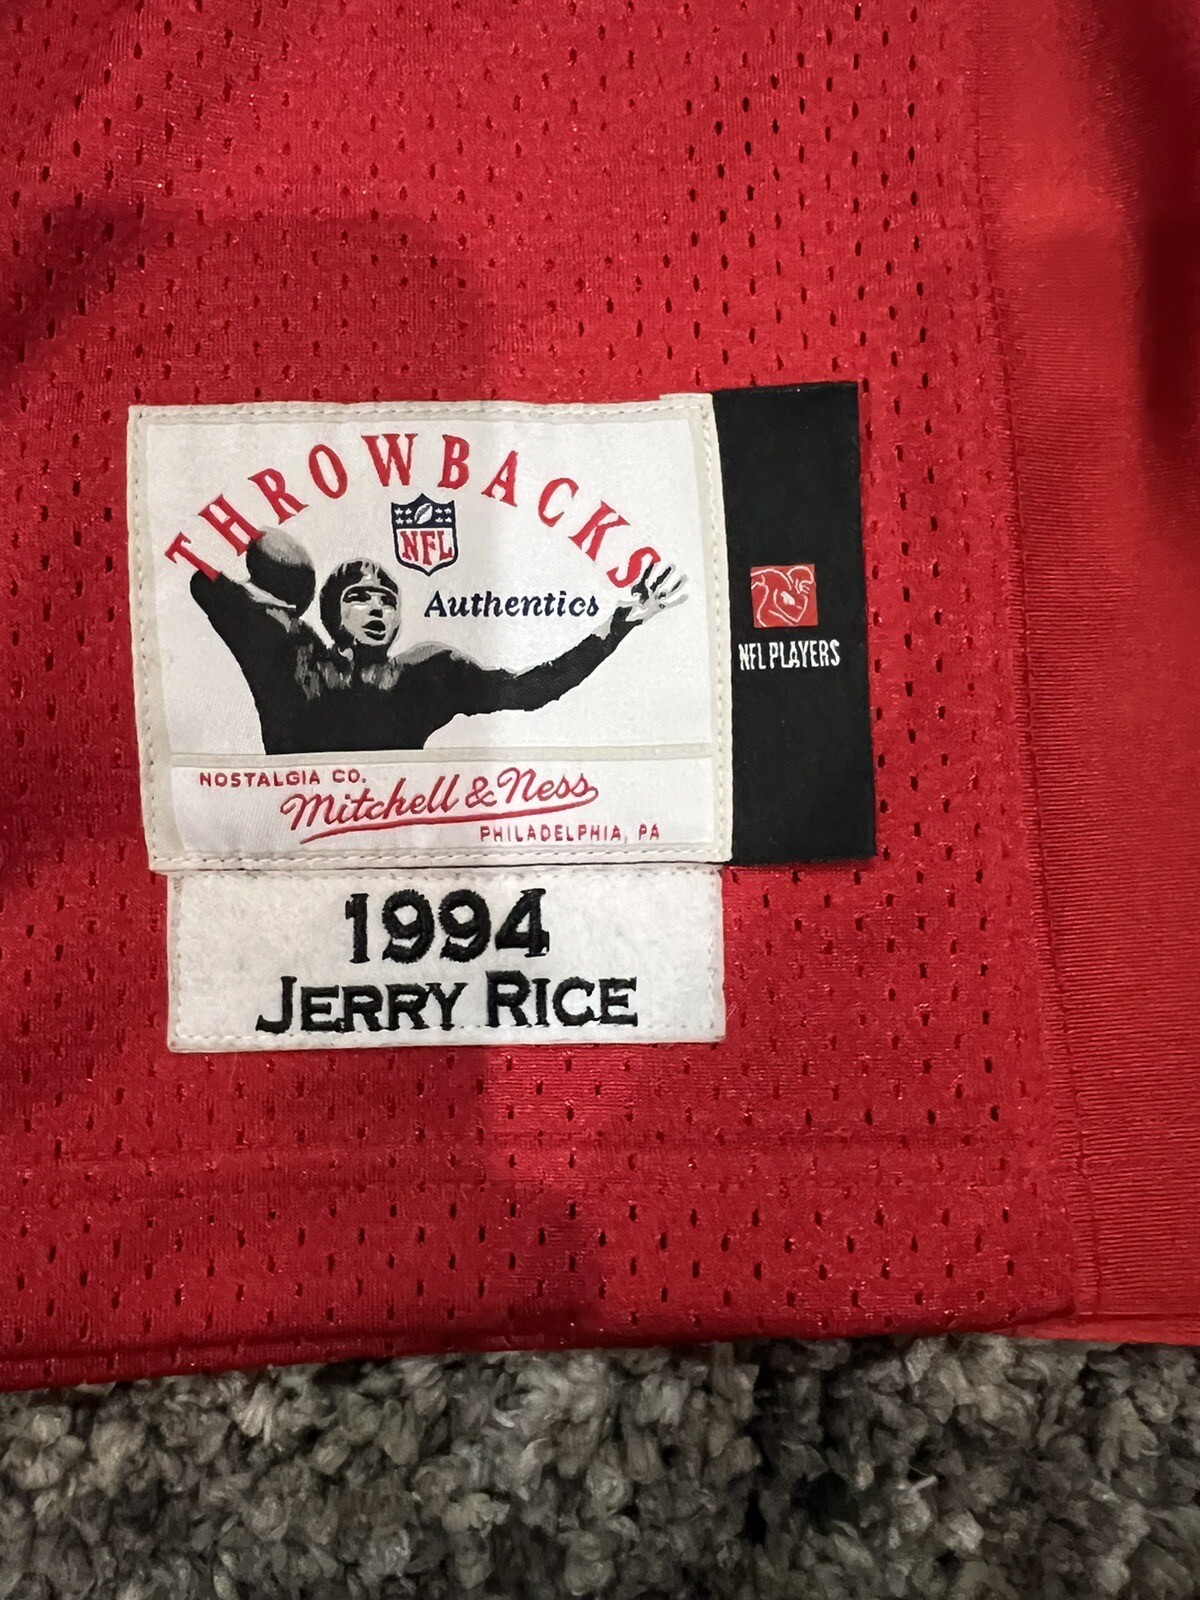 THROWBACKS
NFL
Authentics
NFL PLAYERS
NOSTALGIA CO.
Mitchell & Ness
PHILADELPHIA, PA
1994
JERRY RICE